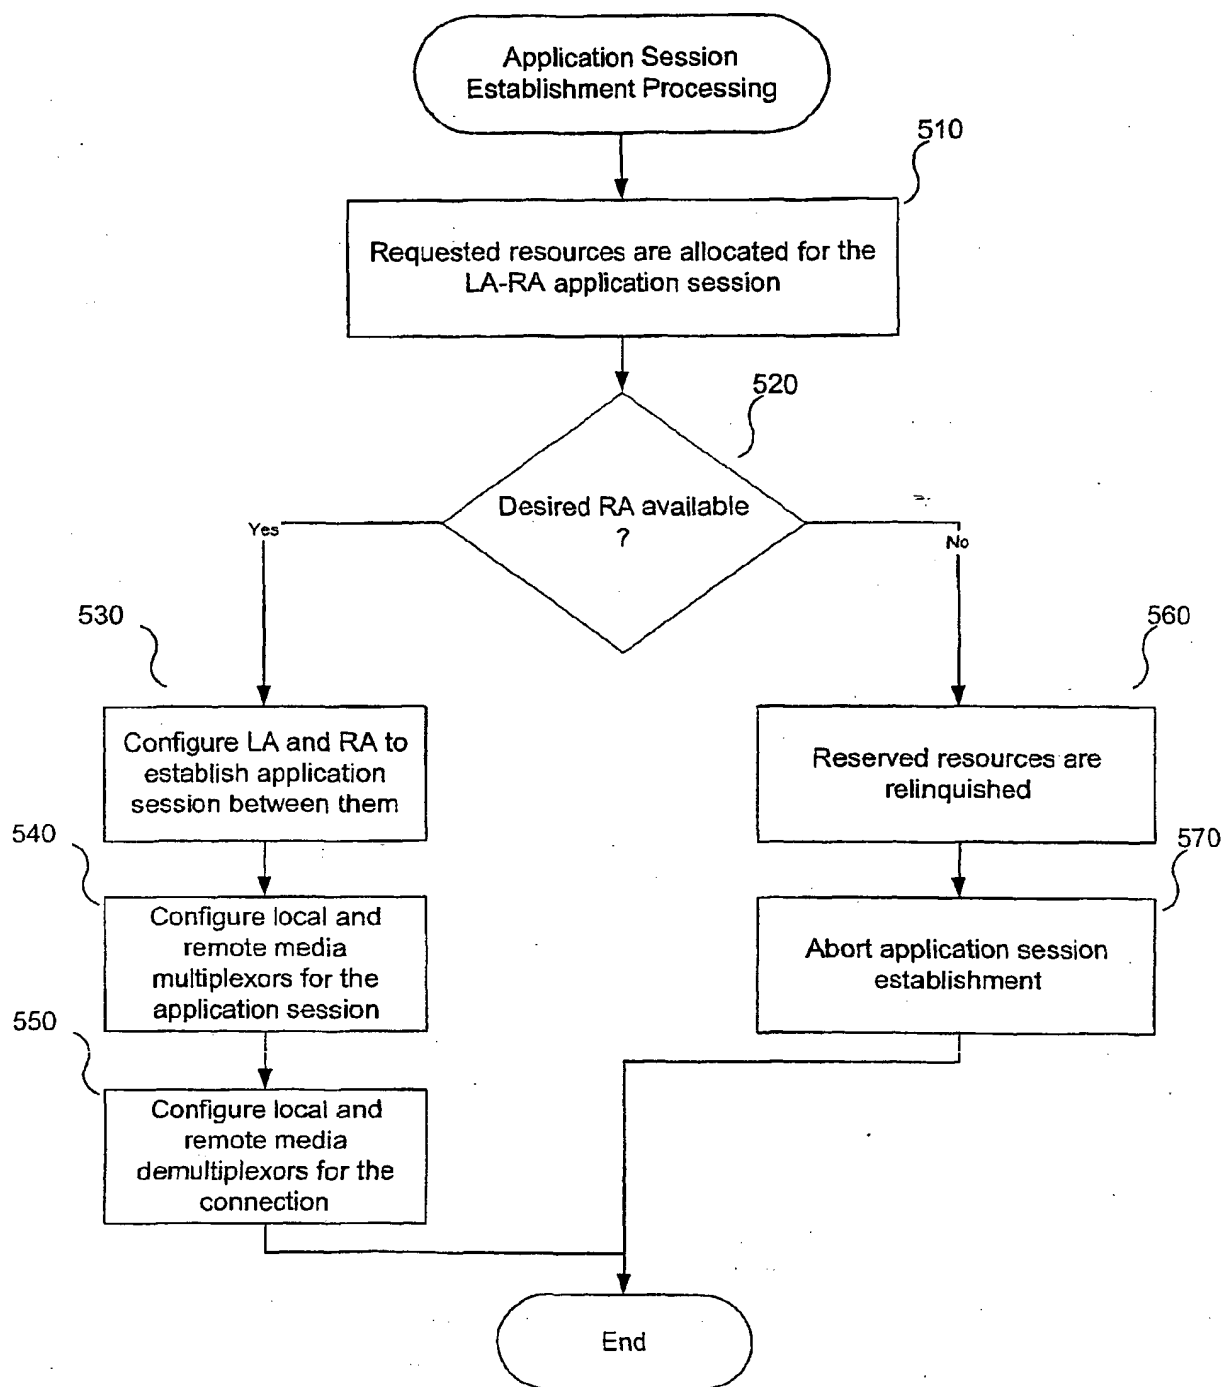 Application Session
Establishment Processing
510
Requested resources are allocated for the
LA-RA application session
520
Desired RA available
?
Yes
No
530
Configure LA and RA to
establish application
session between them
560
Reserved resources are
relinquished
540
Configure local and
remote media
multiplexors for the
application session
570
Abort application session
establishment
550
Configure local and
remote media
demultiplexors for the
connection
End